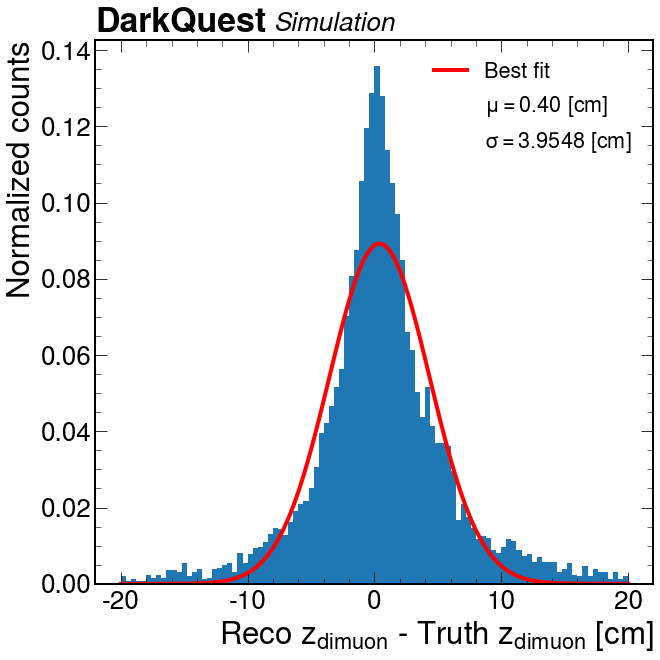 DarkQuest Simulation
Normalized counts
0.14
0.12
0.10
0.08
0.06
0.04
0.02
0.00
Best fit
μ = 0.40 [cm]
σ = 3.9548 [cm]
-20 -10 0 10 20
Reco z_dimuon - Truth z_dimuon [cm]